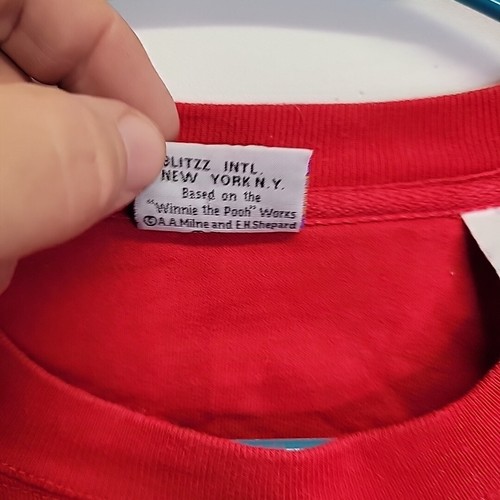 BLITZZ INTL.
NEW YORK N.Y.
Based on the
"Winnie the Pooh" Works
©A.A.Milne and E.H.Shepard